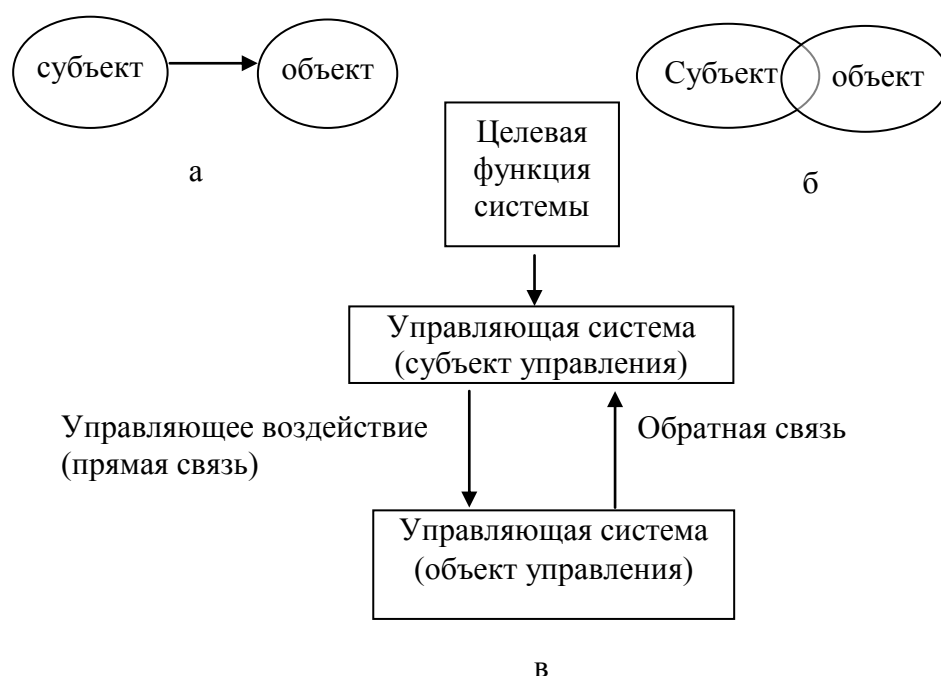 субъект
объект
Субъект
объект
а
б
Целевая
функция
системы
Управляющая система
(субъект управления)
Управляющее воздействие
(прямая связь)
Обратная связь
Управляющая система
(объект управления)
в